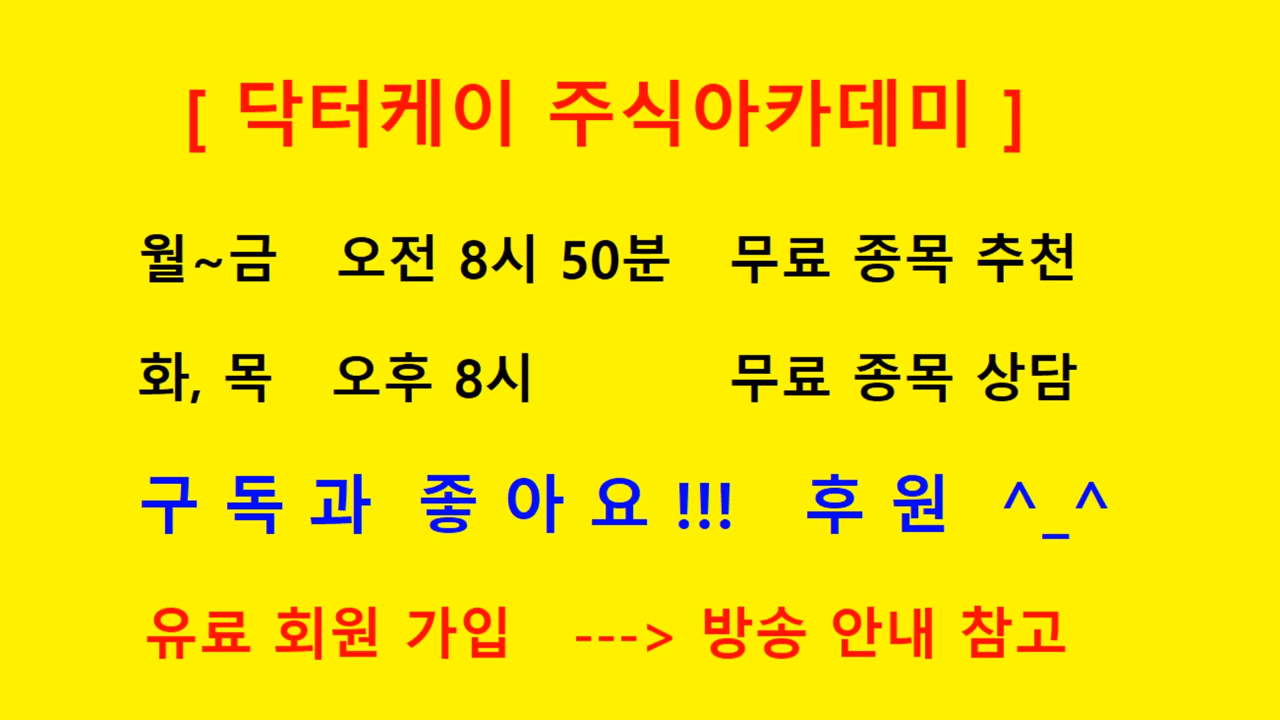 [ 닥터케이 주식아카데미 ]
월~금 오전 8시 50분 무료 종목 추천
화, 목 오후 8시 무료 종목 상담
구 독 과 좋 아 요 !!! 후 원 ^_^
유료 회원 가입 ---> 방송 안내 참고